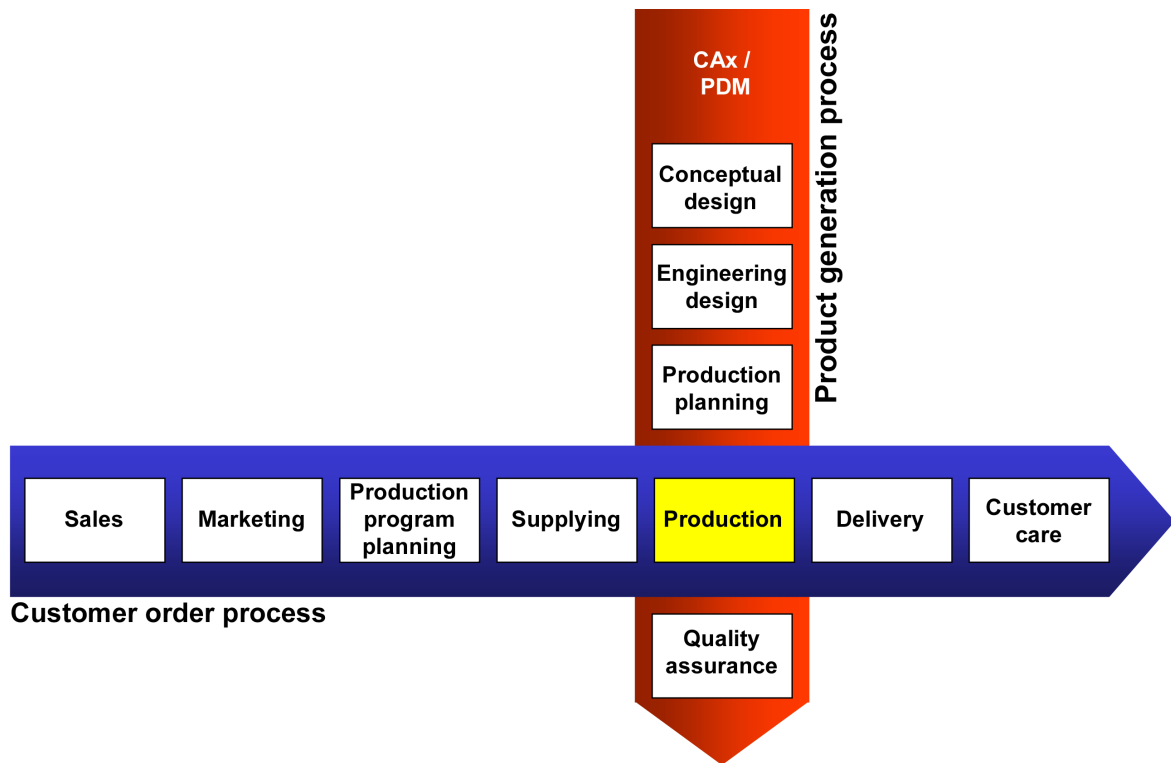 CAx /
PDM
Product generation process
Conceptual
design
Engineering
design
Production
planning
Sales
Marketing
Production
program
planning
Supplying
Production
Delivery
Customer
care
Customer order process
Quality
assurance